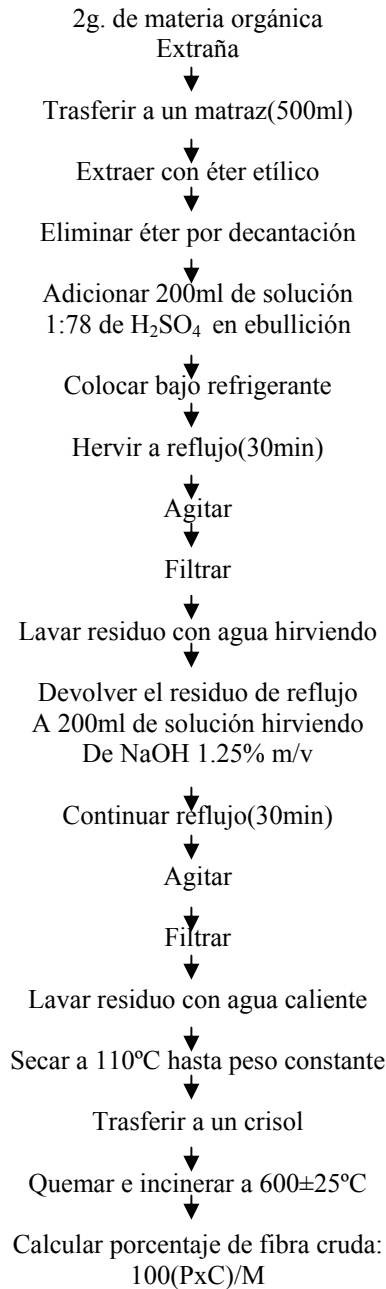 2g. de materia orgánica
Extraña
Trasferir a un matraz(500ml)
Extraer con éter etílico
Eliminar éter por decantación
Adicionar 200ml de solución
1:78 de H₂SO₄ en ebullición
Colocar bajo refrigerante
Hervir a reflujo(30min)
Agitar
Filtrar
Lavar residuo con agua hirviendo
Devolver el residuo de reflujo
A 200ml de solución hirviendo
De NaOH 1.25% m/v
Continuar reflujo(30min)
Agitar
Filtrar
Lavar residuo con agua caliente
Secar a 110ºC hasta peso constante
Trasferir a un crisol
Quemar e incinerar a 600±25ºC
Calcular porcentaje de fibra cruda:
100(PxC)/M